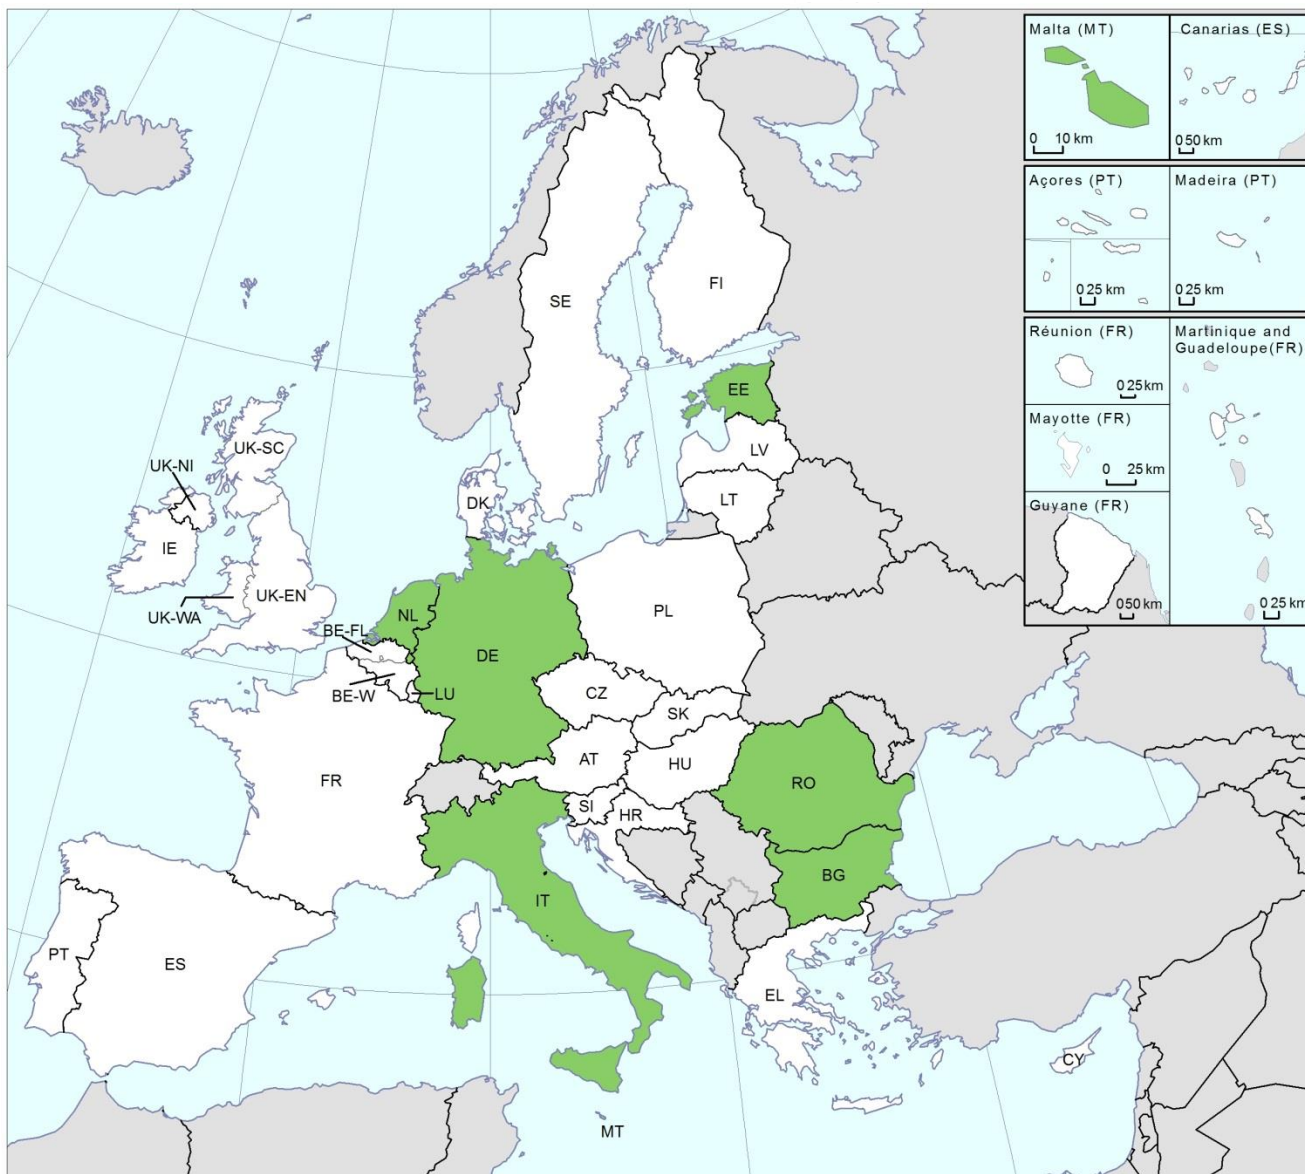 Malta (MT)
0 10 km
Canarias (ES)
0 50 km
Açores (PT)
0 25 km
Madeira (PT)
0 25 km
Réunion (FR)
0 25 km
Martinique and
Guadeloupe(FR)
0 25 km
Mayotte (FR)
0 25 km
Guyane (FR)
0 50 km
FI
SE
EE
LV
LT
DK
UK-SC
UK-NI
IE
UK-EN
UK-WA
NL
BE-FL
BE-W
LU
DE
PL
CZ
SK
AT
HU
FR
SI
HR
RO
BG
IT
PT
ES
EL
CY
MT